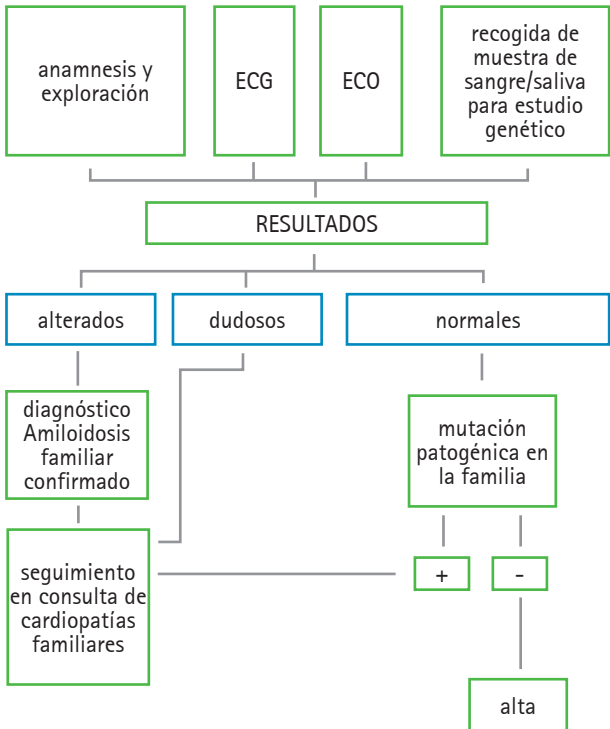 anamnesis y
exploración
ECG
ECO
recogida de
muestra de
sangre/saliva
para estudio
genético
RESULTADOS
alterados
dudosos
normales
diagnóstico
Amiloidosis
familiar
confirmado
mutación
patogénica en
la familia
seguimiento
en consulta de
cardiopatías
familiares
+
-
alta